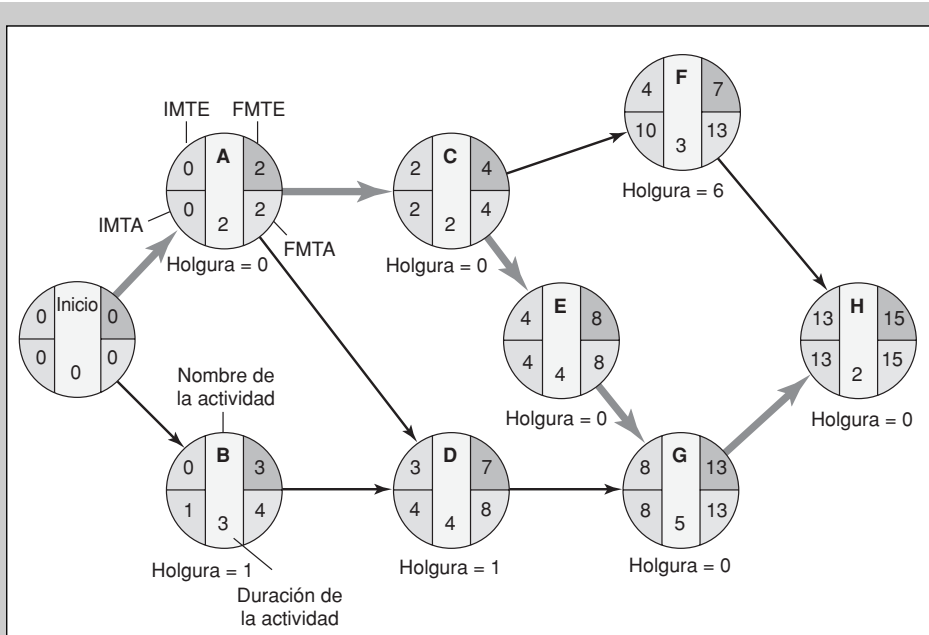 IMTE FMTE
A
0 2
0 2
2
IMTA
FMTA
Holgura = 0
C
2 4
2 4
2
Holgura = 0
F
4 7
10 13
3
Holgura = 6
Inicio
0 0
0 0
0
E
4 8
4 8
4
Holgura = 0
H
13 15
13 15
2
Holgura = 0
Nombre de
la actividad
B
0 3
1 4
3
Holgura = 1
Duración de
la actividad
D
3 7
4 8
4
Holgura = 1
G
8 13
8 13
5
Holgura = 0